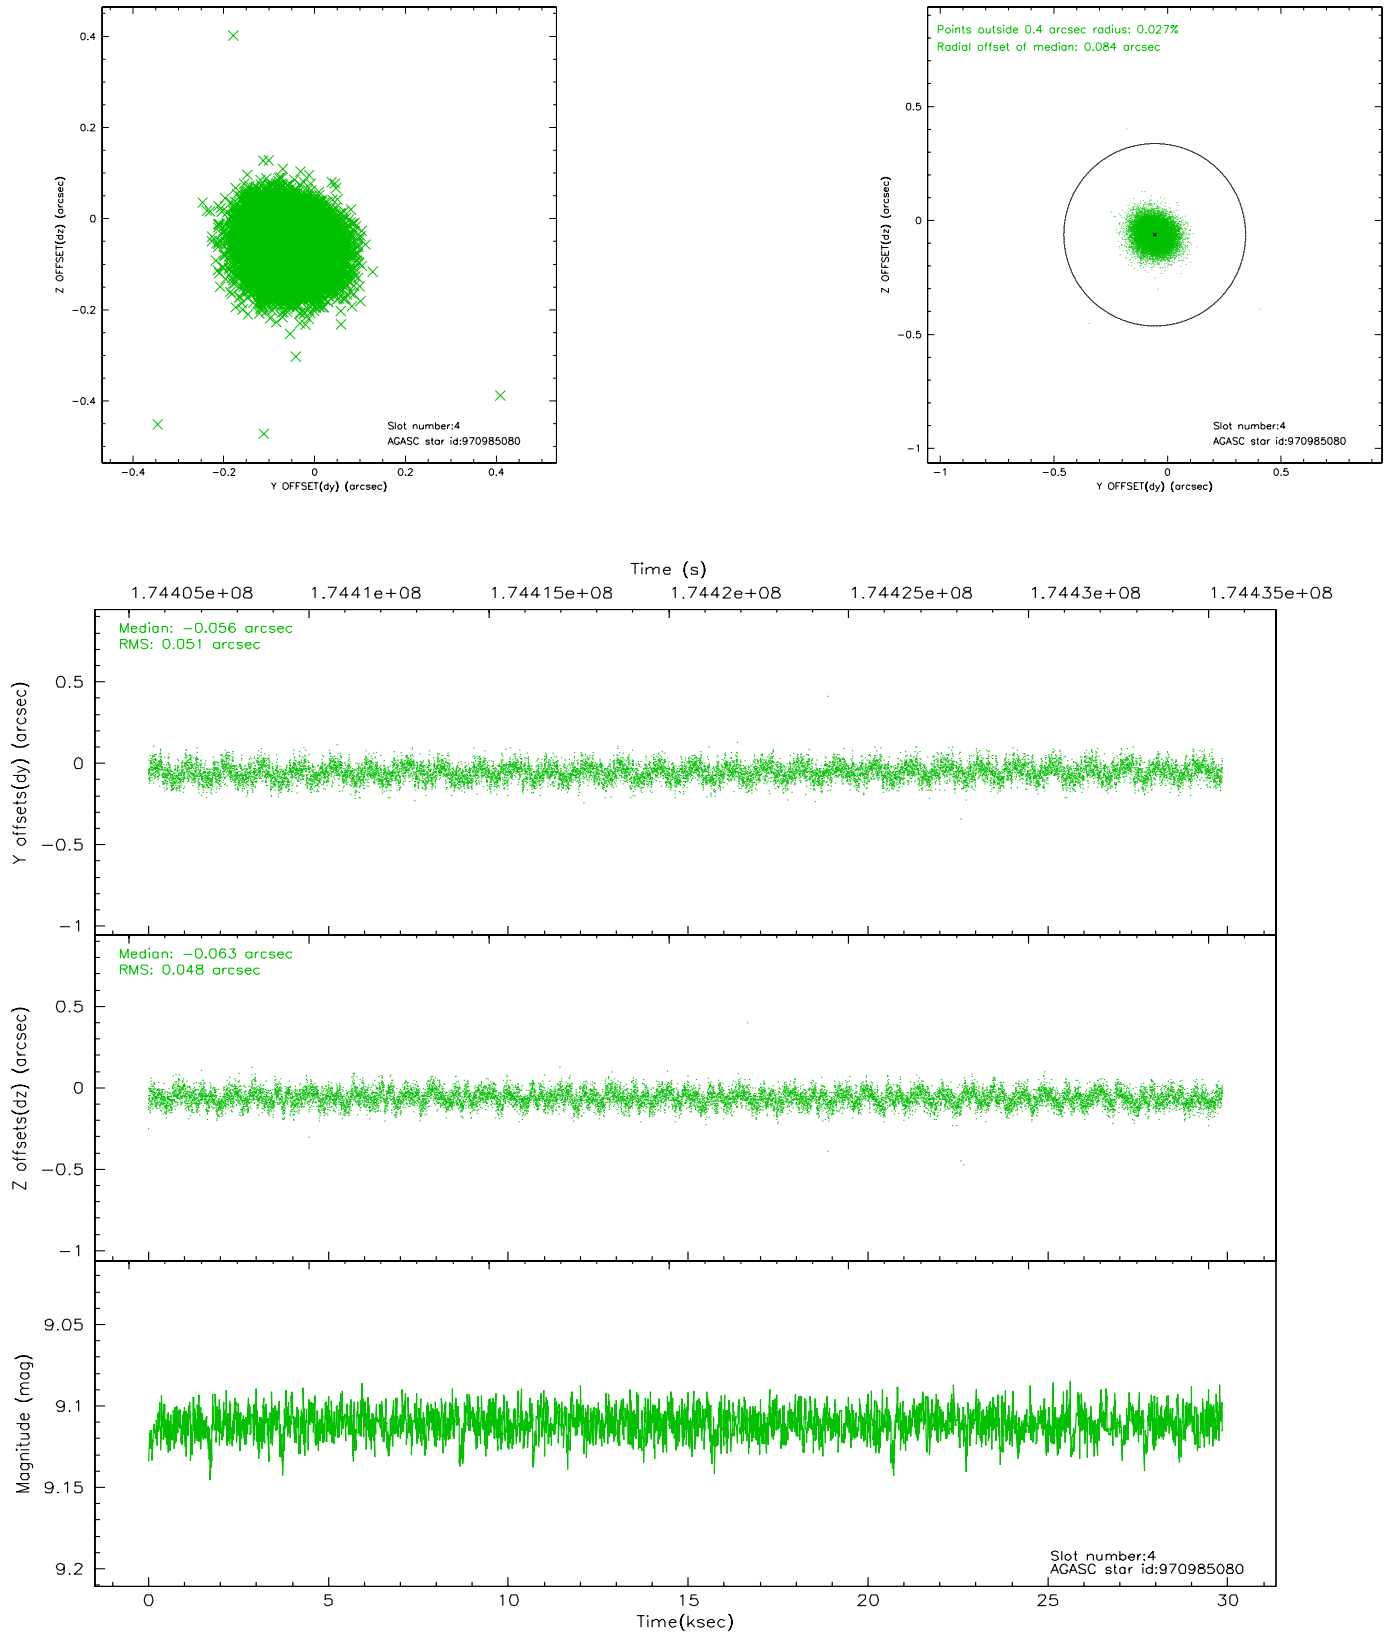 0.4
0.2
0
−0.2
−0.4
Z OFFSET(dz) (arcsec)
Slot number:4
AGASC star id:970985080
−0.4 −0.2 0 0.2 0.4
Y OFFSET(dy) (arcsec)
Points outside 0.4 arcsec radius: 0.027%
Radial offset of median: 0.084 arcsec
0.5
0
−0.5
−1
Z OFFSET(dz) (arcsec)
Slot number:4
AGASC star id:970985080
−1 −0.5 0 0.5
Y OFFSET(dy) (arcsec)
Time (s)
1.74405e+08 1.7441e+08 1.74415e+08 1.7442e+08 1.74425e+08 1.7443e+08 1.74435e+08
Median: −0.056 arcsec
RMS: 0.051 arcsec
0.5
0
−0.5
−1
Y offsets(dy) (arcsec)
Median: −0.063 arcsec
RMS: 0.048 arcsec
0.5
0
−0.5
−1
Z offsets(dz) (arcsec)
9.05
9.1
9.15
9.2
Magnitude (mag)
Slot number:4
AGASC star id:970985080
0 5 10 15 20 25 30
Time(ksec)